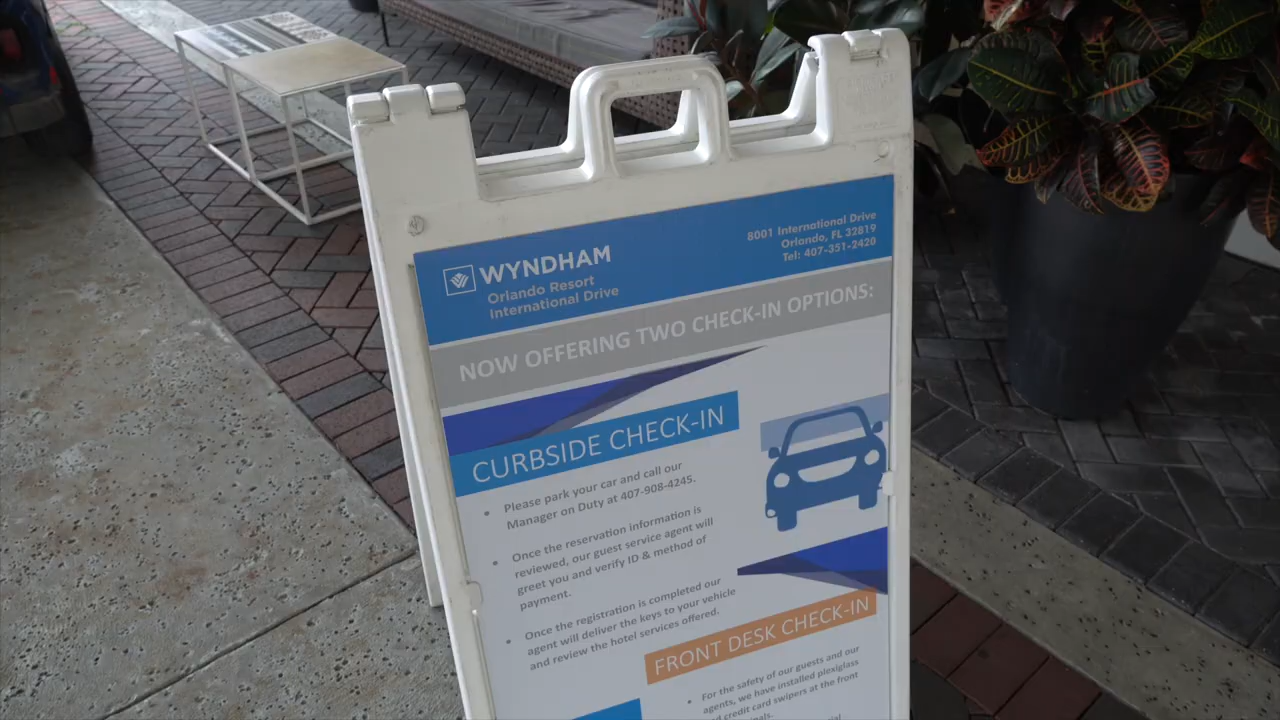 WYNDHAM
Orlando Resort
International Drive
8001 International Drive
Orlando, FL 32819
Tel: 407-351-2420
NOW OFFERING TWO CHECK-IN OPTIONS:
CURBSIDE CHECK-IN
• Please park your car and call our
Manager on Duty at 407-908-4245.
• Once the reservation information is
reviewed, our guest service agent will
greet you and verify ID & method of
payment.
• Once the registration is completed our
agent will deliver the keys to your vehicle
and review the hotel services offered.
FRONT DESK CHECK-IN
• For the safety of our guests and our
agents, we have installed plexiglass
and credit card swipers at the front